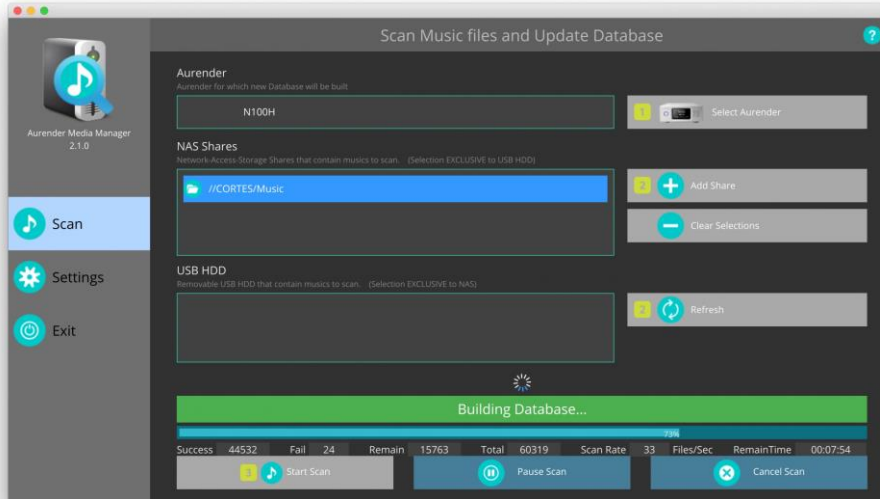 Scan Music files and Update Database
?
Aurender Media Manager
2.1.0
Scan
Settings
Exit
Aurender
Aurender for which new Database will be built
N100H
1 Select Aurender
NAS Shares
Network-Access-Storage Shares that contain musics to scan. (Selection EXCLUSIVE to USB HDD)
//CORTES/Music
2 Add Share
Clear Selections
USB HDD
Removable USB HDD that contain musics to scan. (Selection EXCLUSIVE to NAS)
2 Refresh
Building Database...
73%
Success 44532 Fail 24 Remain 15763 Total 60319 Scan Rate 33 Files/Sec RemainTime 00:07:54
3 Start Scan
Pause Scan
Cancel Scan